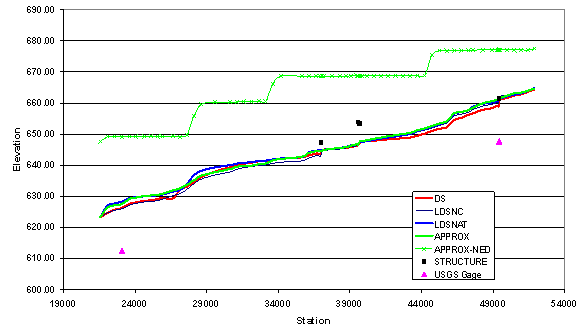 690.00
680.00
670.00
660.00
650.00
640.00
630.00
620.00
610.00
600.00
Elevation
19000 24000 29000 34000 39000 44000 49000 54000
Station
DS
LDSNC
LDSNAT
APPROX
APPROX-NED
STRUCTURE
USGS Gage